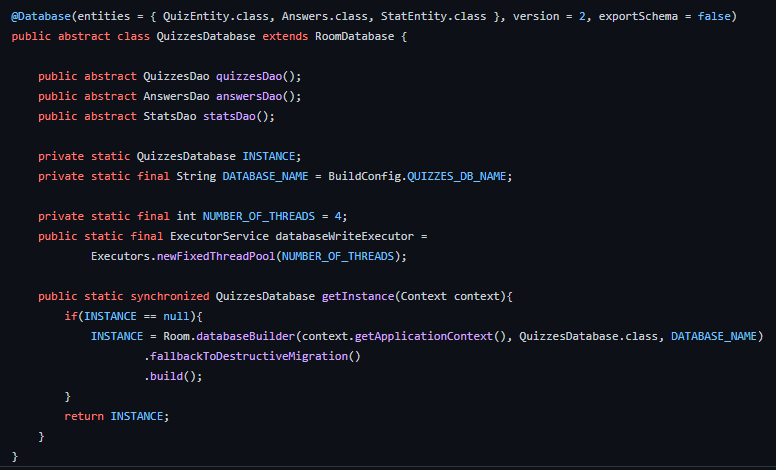 @Database(entities = { QuizEntity.class, Answers.class, StatEntity.class }, version = 2, exportSchema = false)
public abstract class QuizzesDatabase extends RoomDatabase {
public abstract QuizzesDao quizzesDao();
public abstract AnswersDao answersDao();
public abstract StatsDao statsDao();
private static QuizzesDatabase INSTANCE;
private static final String DATABASE_NAME = BuildConfig.QUIZZES_DB_NAME;
private static final int NUMBER_OF_THREADS = 4;
public static final ExecutorService databaseWriteExecutor =
Executors.newFixedThreadPool(NUMBER_OF_THREADS);
public static synchronized QuizzesDatabase getInstance(Context context){
if(INSTANCE == null){
INSTANCE = Room.databaseBuilder(context.getApplicationContext(), QuizzesDatabase.class, DATABASE_NAME)
.fallbackToDestructiveMigration()
.build();
}
return INSTANCE;
}
}